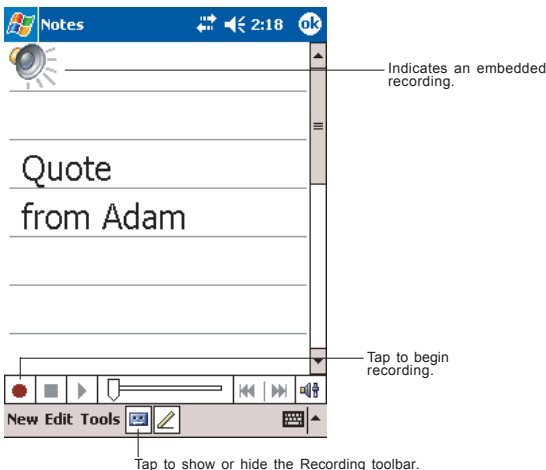 Notes 2:18 ok
Indicates an embedded
recording.
Quote
from Adam
Tap to begin
recording.
New Edit Tools
Tap to show or hide the Recording toolbar.